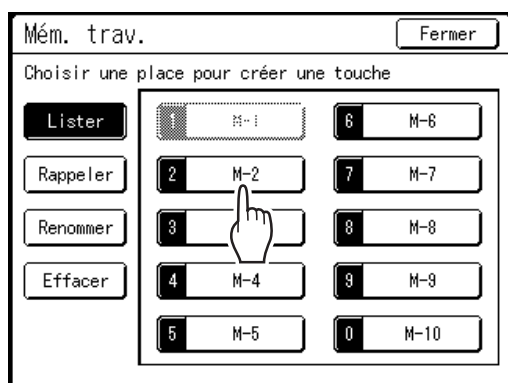 Mém. trav.
Fermer
Choisir une place pour créer une touche
Lister
Rappeler
Renommer
Effacer
1 M-1
2 M-2
3
4 M-4
5 M-5
6 M-6
7 M-7
8 M-8
9 M-9
0 M-10